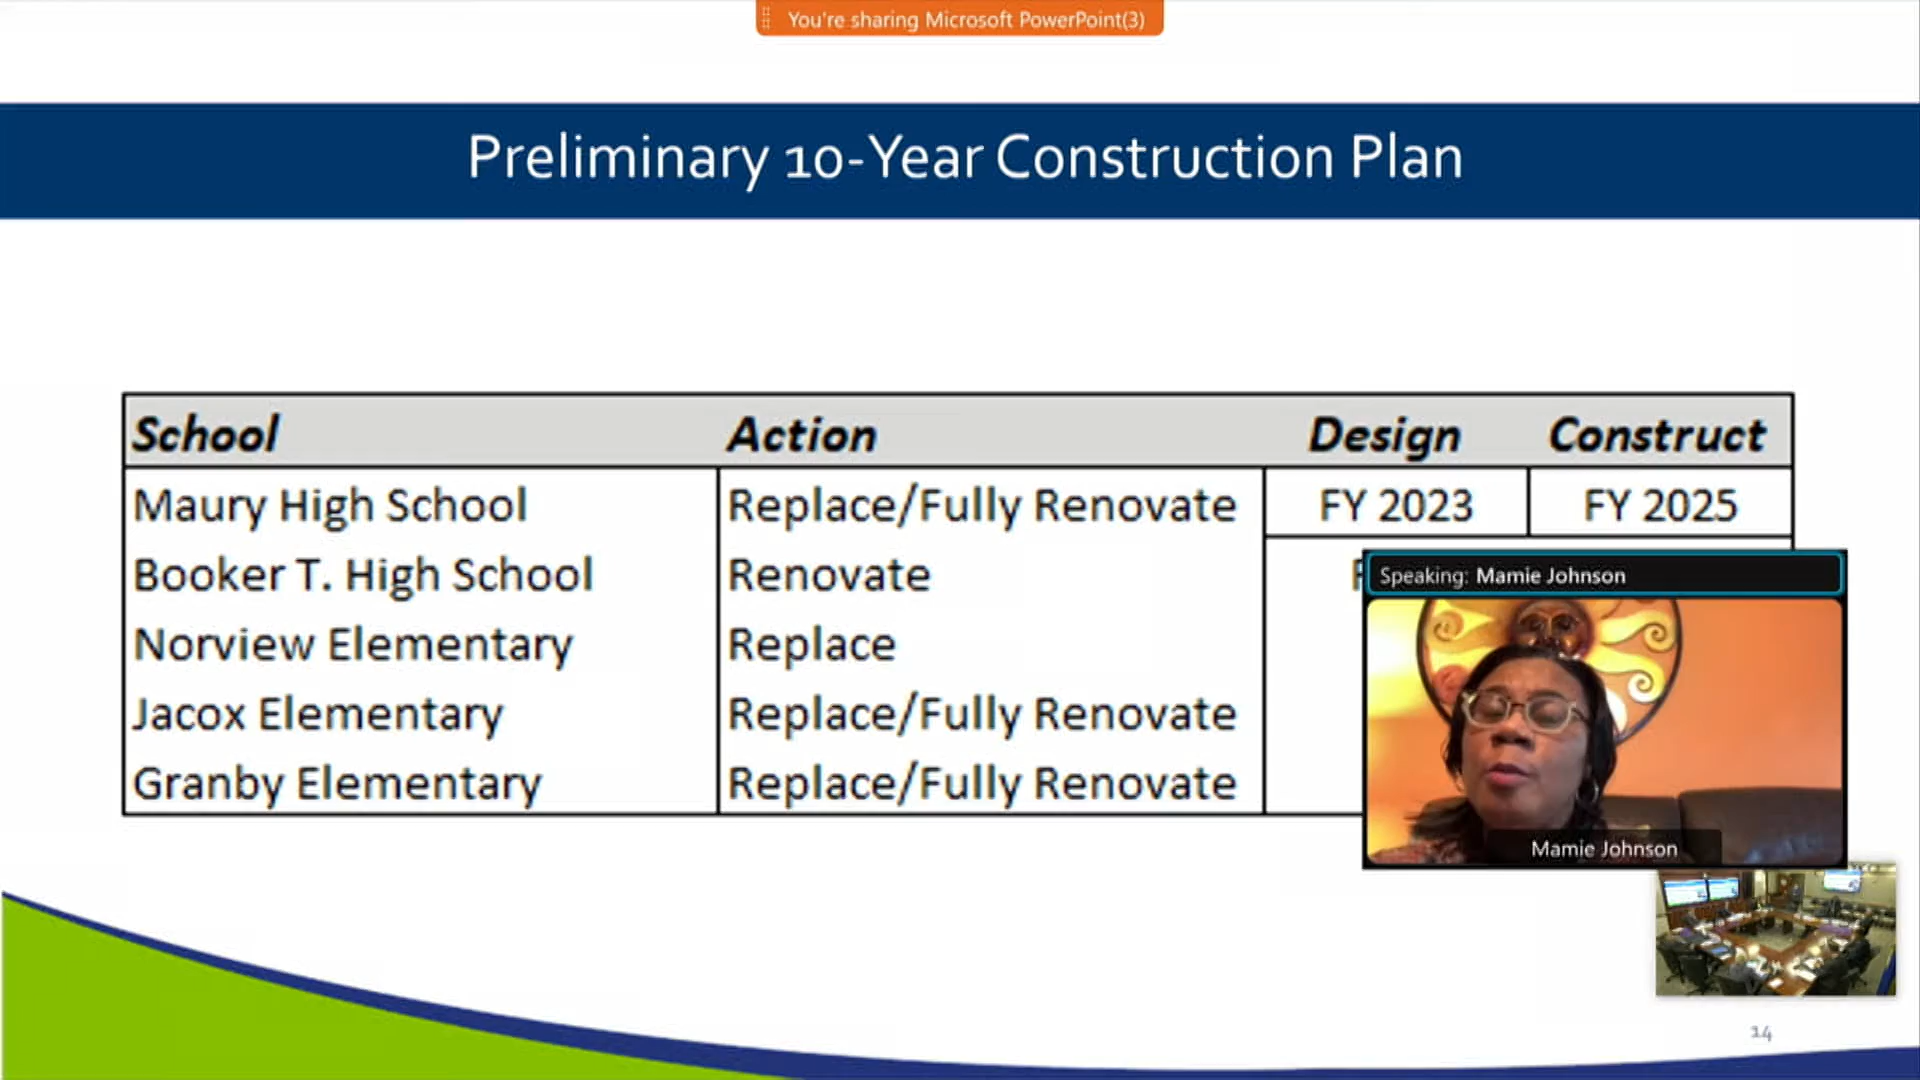 You're sharing Microsoft PowerPoint(3)
Preliminary 10-Year Construction Plan
School Action Design Construct
Maury High School Replace/Fully Renovate FY 2023 FY 2025
Booker T. High School Renovate
Norview Elementary Replace
Jacox Elementary Replace/Fully Renovate
Granby Elementary Replace/Fully Renovate
Speaking: Mamie Johnson
Mamie Johnson
14